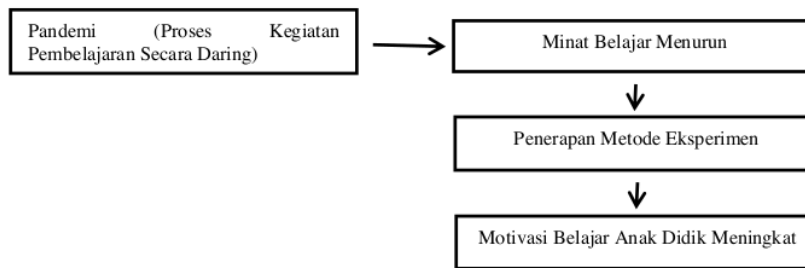 Pandemi (Proses Kegiatan
Pembelajaran Secara Daring)
Minat Belajar Menurun
Penerapan Metode Eksperimen
Motivasi Belajar Anak Didik Meningkat